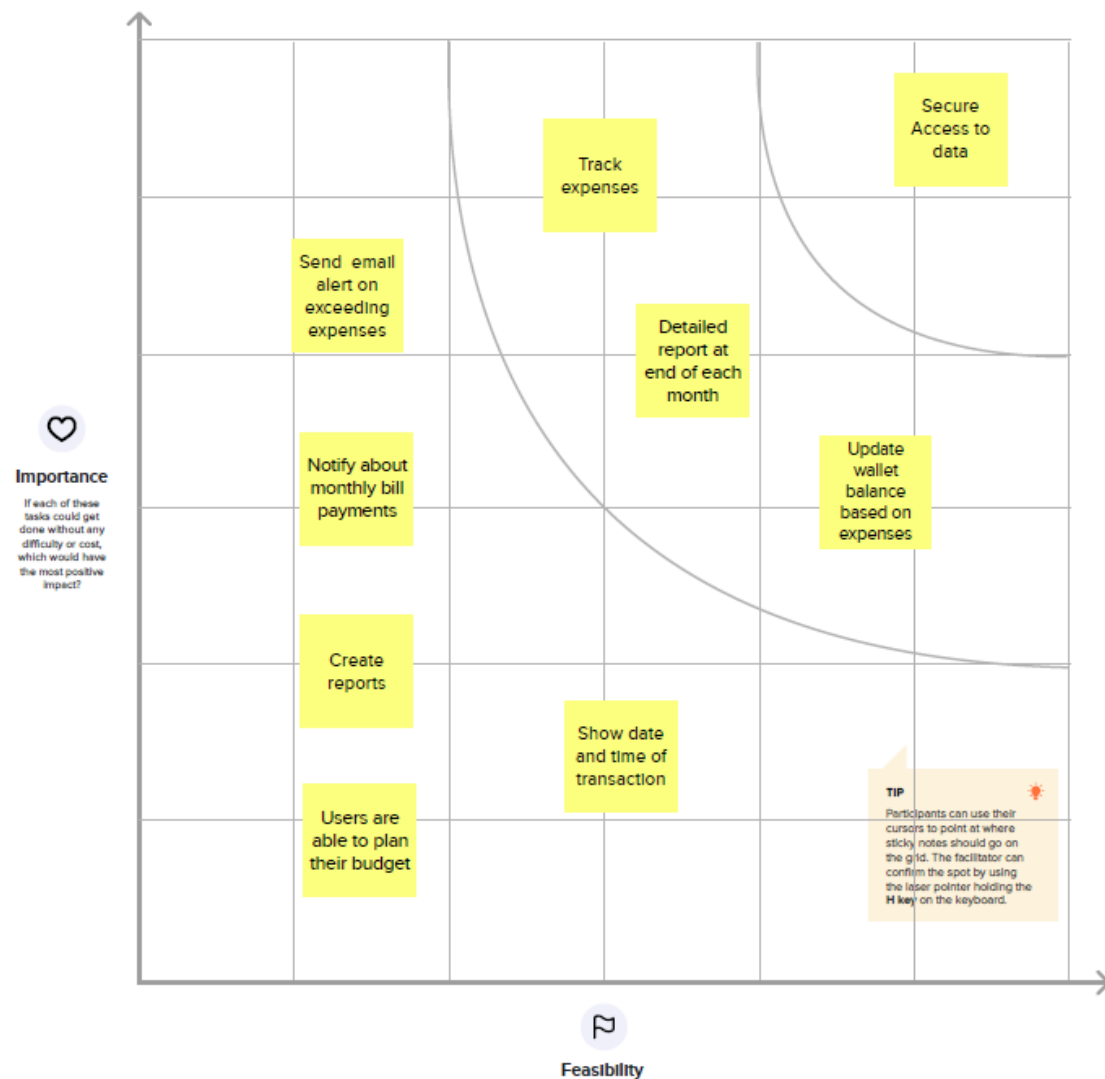 Secure
Access to
data
Track
expenses
Send email
alert on
exceeding
expenses
Detailed
report at
end of each
month
Importance
If each of these
tasks could get
done without any
difficulty or cost,
which would have
the most positive
impact?
Notify about
monthly bill
payments
Update
wallet
balance
based on
expenses
Create
reports
Show date
and time of
transaction
Users are
able to plan
their budget
TIP
Participants can use their
cursors to point at where
sticky notes should go on
the grid. The facilitator can
confirm the spot by using
the laser pointer holding the
H key on the keyboard.
Feasibility